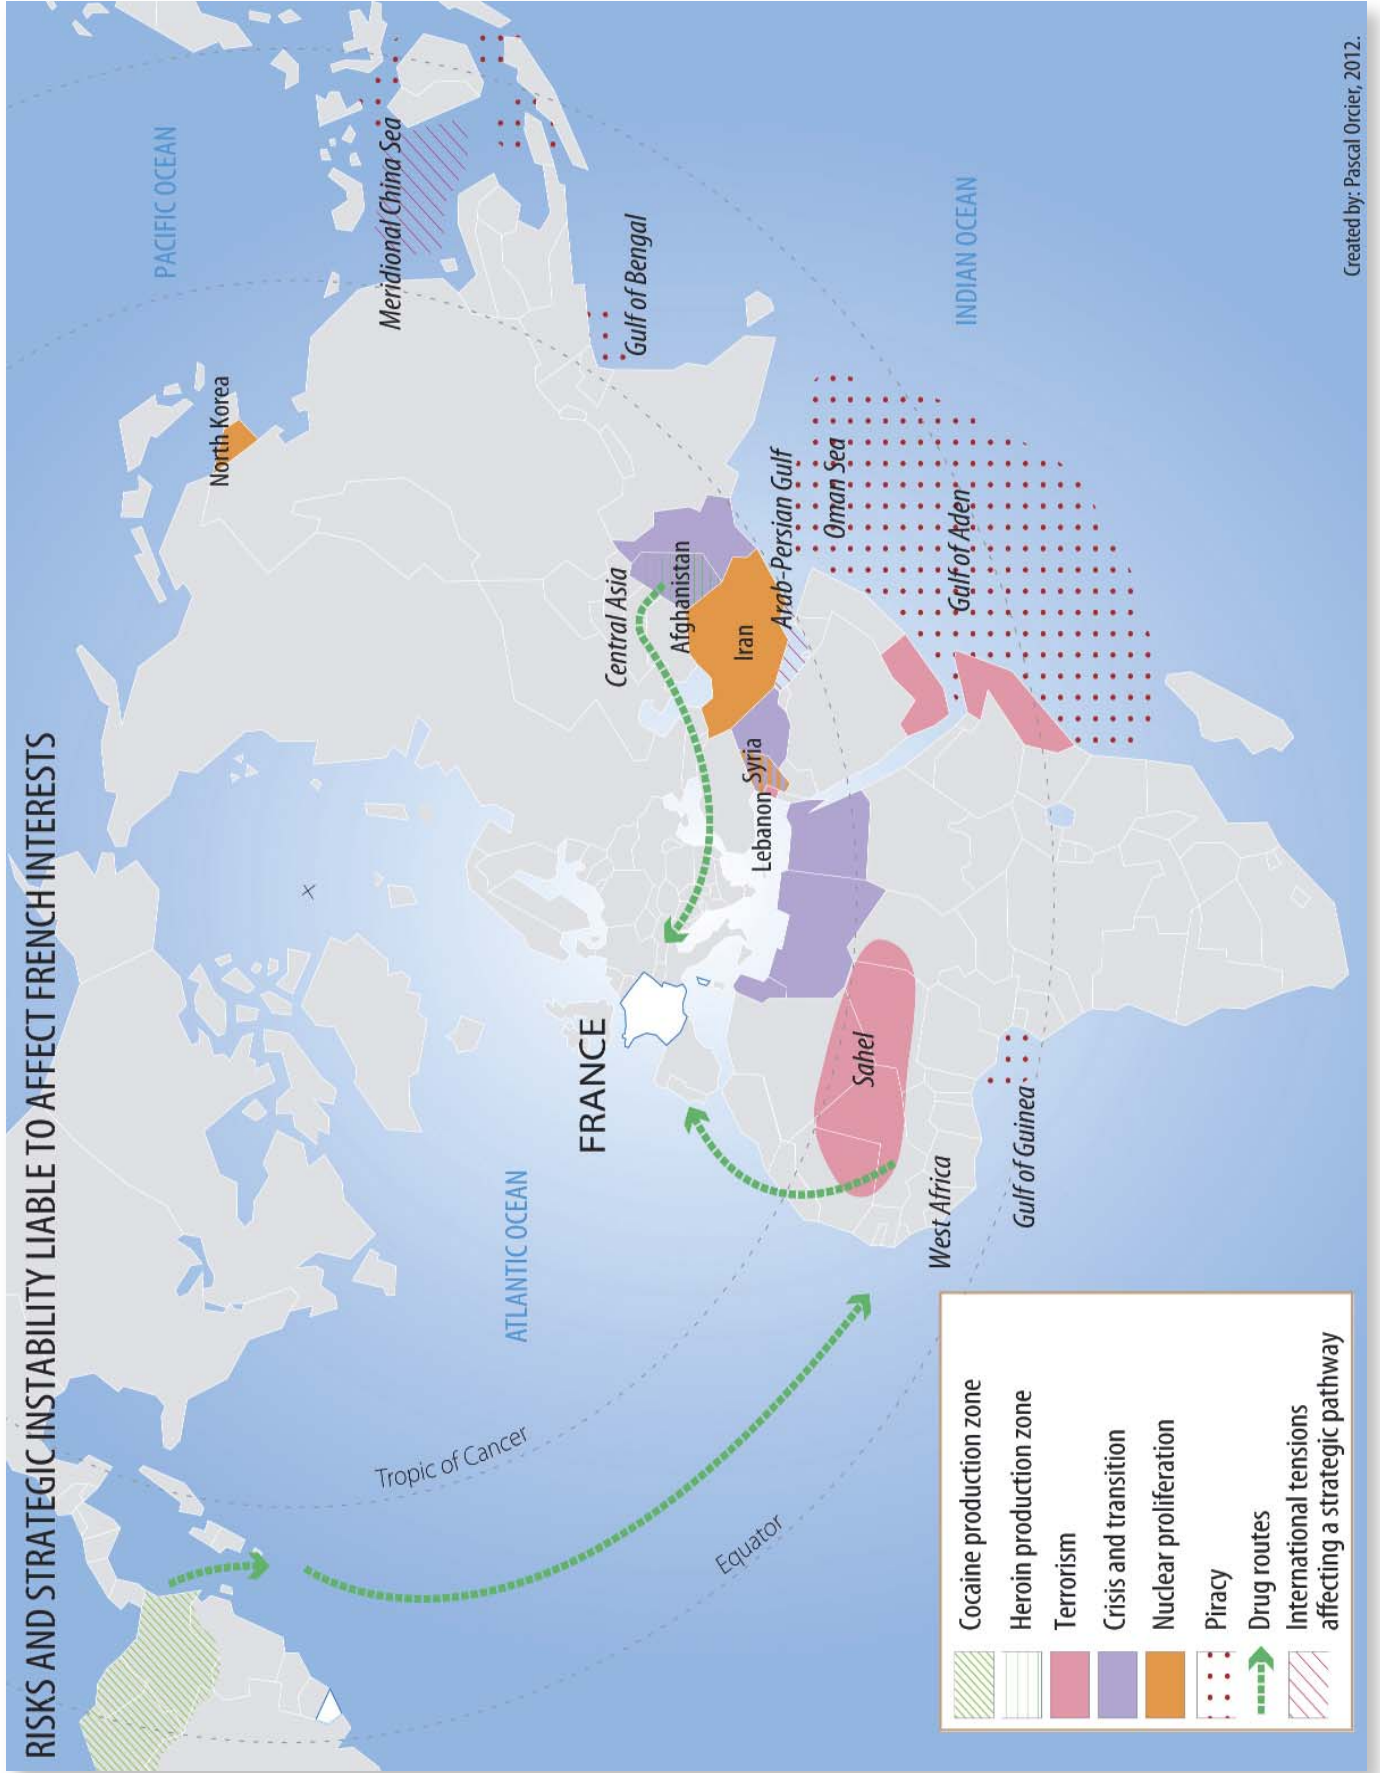 RISKS AND STRATEGIC INSTABILITY LIABLE TO AFFECT FRENCH INTERESTS
PACIFIC OCEAN
North Korea
Meridional China Sea
Gulf of Bengal
Central Asia
Afghanistan
Iran
Arab-Persian Gulf
Oman Sea
Gulf of Aden
INDIAN OCEAN
Syria
Lebanon
FRANCE
ATLANTIC OCEAN
Sahel
West Africa
Gulf of Guinea
Tropic of Cancer
Equator
Cocaine production zone
Heroin production zone
Terrorism
Crisis and transition
Nuclear proliferation
Piracy
Drug routes
International tensions
affecting a strategic pathway
Created by: Pascal Orcier, 2012.